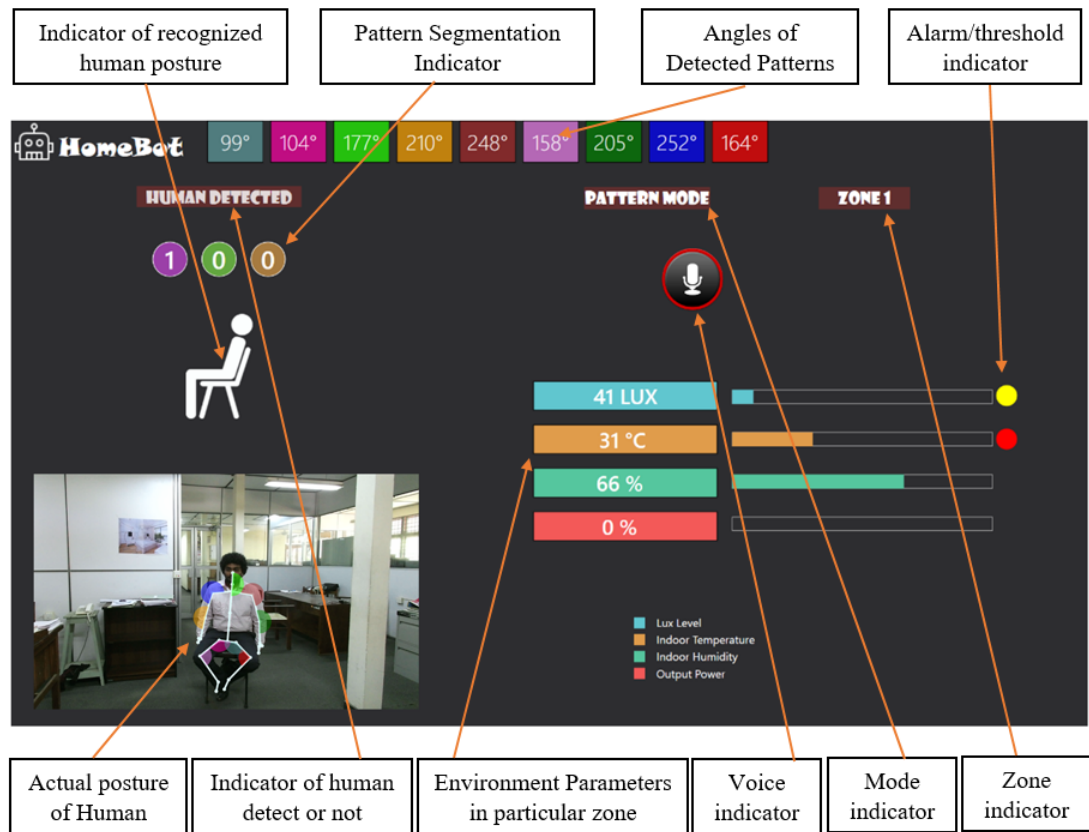 Indicator of recognized
human posture
Pattern Segmentation
Indicator
Angles of
Detected Patterns
Alarm/threshold
indicator
HomeBot
99°
104°
177°
210°
248°
158°
205°
252°
164°
HUMAN DETECTED
PATTERN MODE
ZONE 1
1
0
0
41 LUX
31 °C
66 %
0 %
Lux Level
Indoor Temperature
Indoor Humidity
Output Power
Actual posture
of Human
Indicator of human
detect or not
Environment Parameters
in particular zone
Voice
indicator
Mode
indicator
Zone
indicator